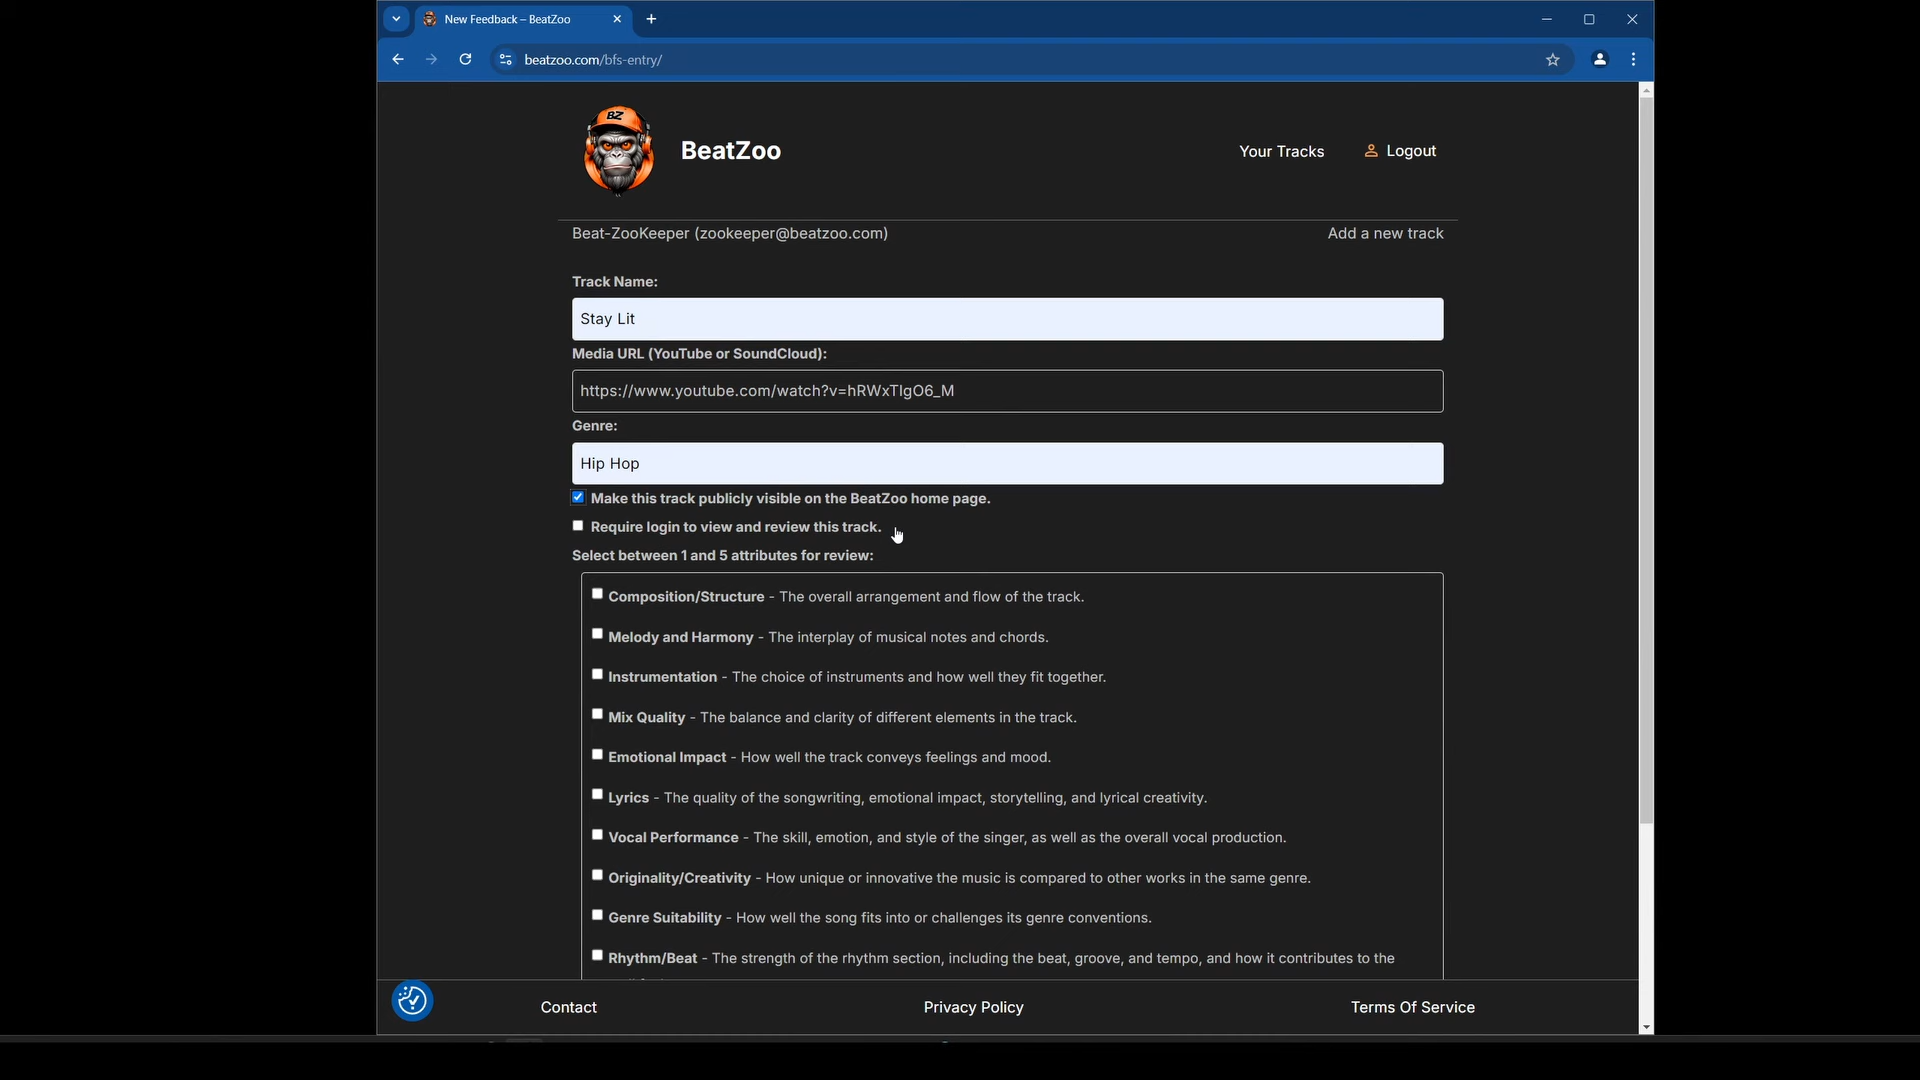 New Feedback – BeatZoo
beatzoo.com/bfs-entry/
BZ
BeatZoo
Your Tracks
Logout
Beat-ZooKeeper (zookeeper@beatzoo.com)
Add a new track
Track Name:
Stay Lit
Media URL (YouTube or SoundCloud):
https://www.youtube.com/watch?v=hRWxTIgO6_M
Genre:
Hip Hop
Make this track publicly visible on the BeatZoo home page.
Require login to view and review this track.
Select between 1 and 5 attributes for review:
Composition/Structure - The overall arrangement and flow of the track.
Melody and Harmony - The interplay of musical notes and chords.
Instrumentation - The choice of instruments and how well they fit together.
Mix Quality - The balance and clarity of different elements in the track.
Emotional Impact - How well the track conveys feelings and mood.
Lyrics - The quality of the songwriting, emotional impact, storytelling, and lyrical creativity.
Vocal Performance - The skill, emotion, and style of the singer, as well as the overall vocal production.
Originality/Creativity - How unique or innovative the music is compared to other works in the same genre.
Genre Suitability - How well the song fits into or challenges its genre conventions.
Rhythm/Beat - The strength of the rhythm section, including the beat, groove, and tempo, and how it contributes to the
Contact
Privacy Policy
Terms Of Service